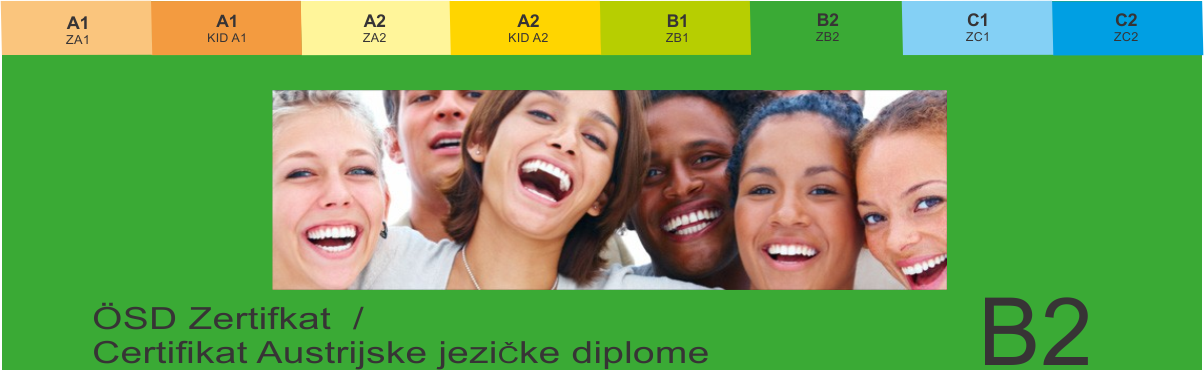 A1 A1 A2 A2 B1 B2 C1 C2
ZA1 KID A1 ZA2 KID A2 ZB1 ZB2 ZC1 ZC2
ÖSD Zertifkat /
Certifikat Austrijske jezičke diplome
B2